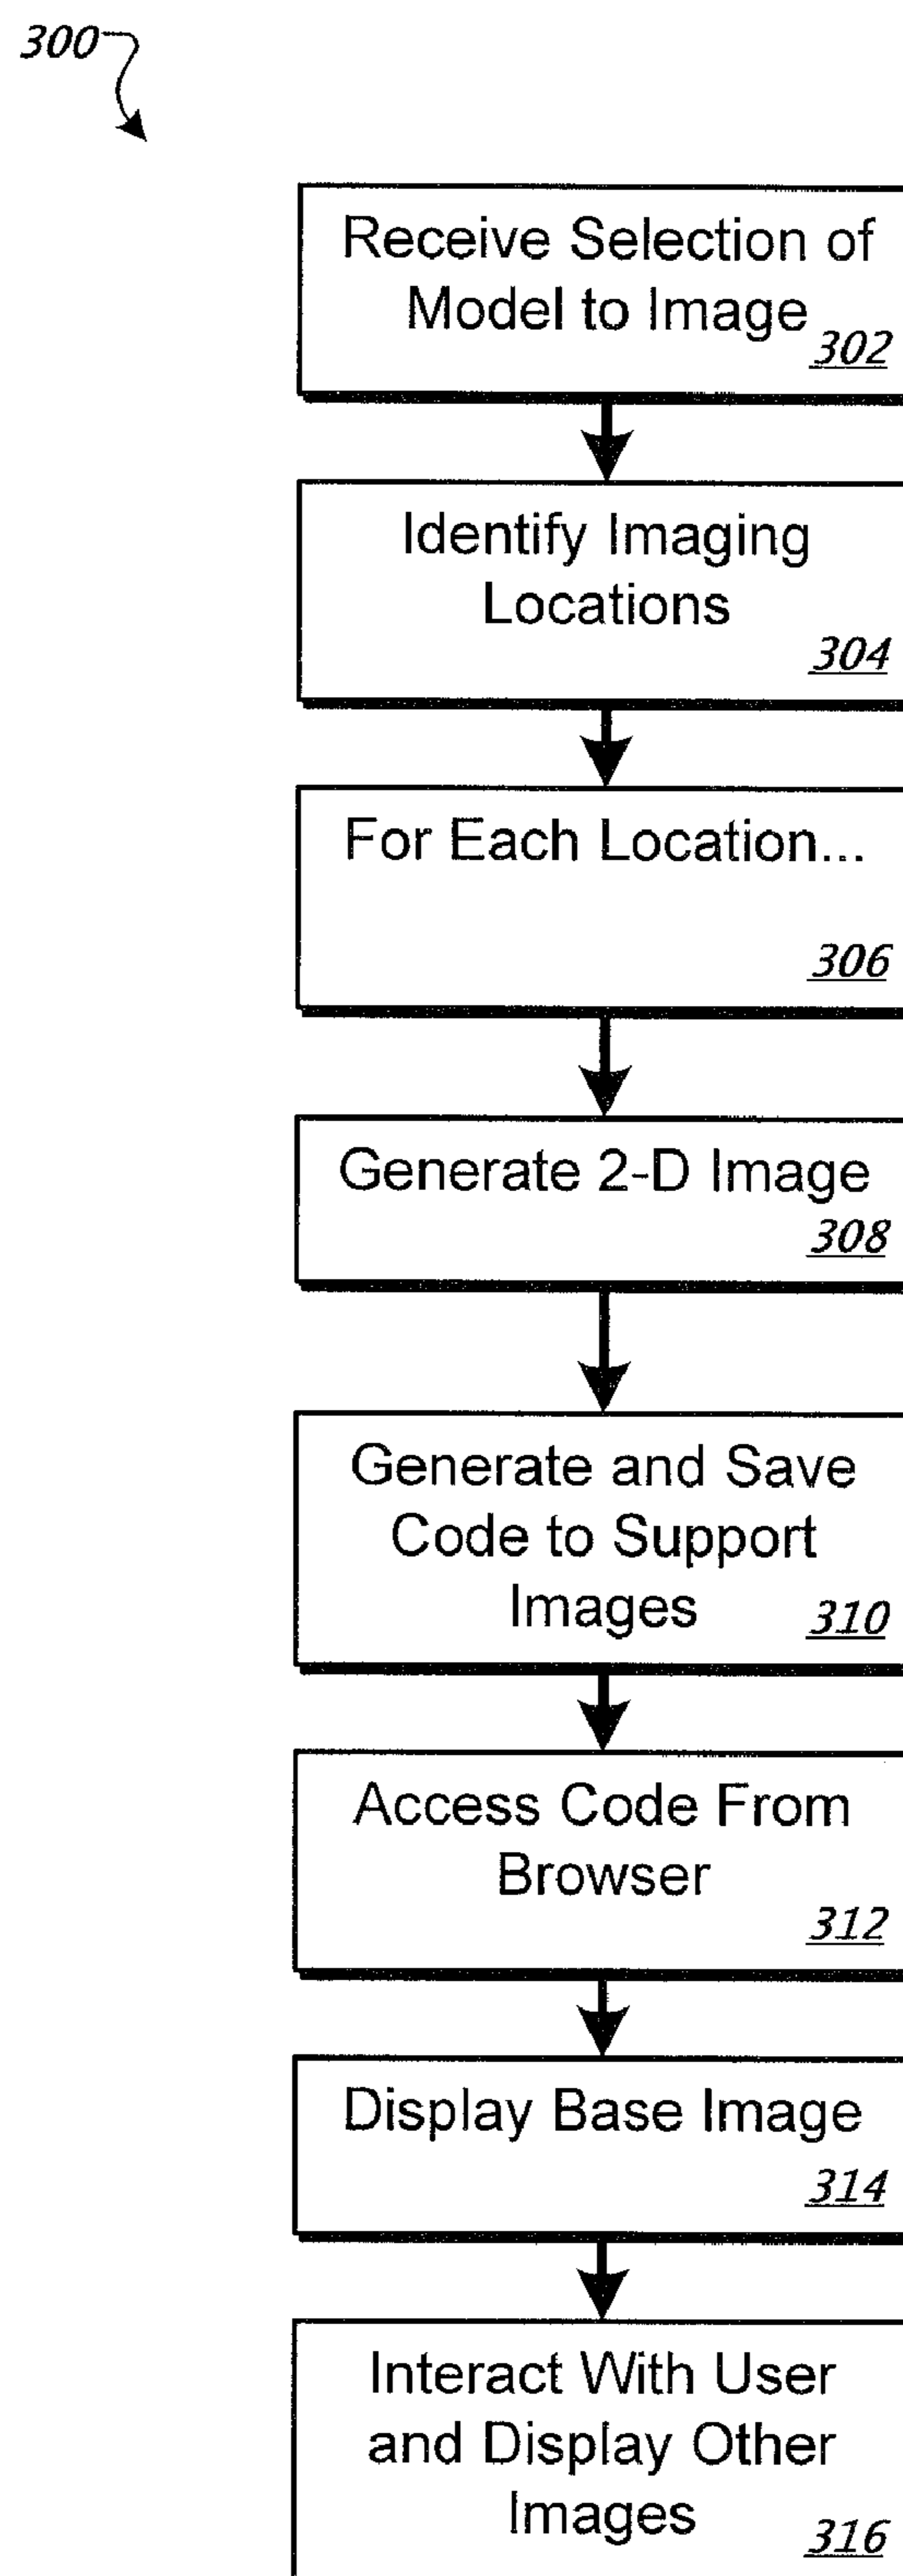 300
Receive Selection of
Model to Image
302
Identify Imaging
Locations
304
For Each Location...
306
Generate 2-D Image
308
Generate and Save
Code to Support
Images
310
Access Code From
Browser
312
Display Base Image
314
Interact With User
and Display Other
Images
316